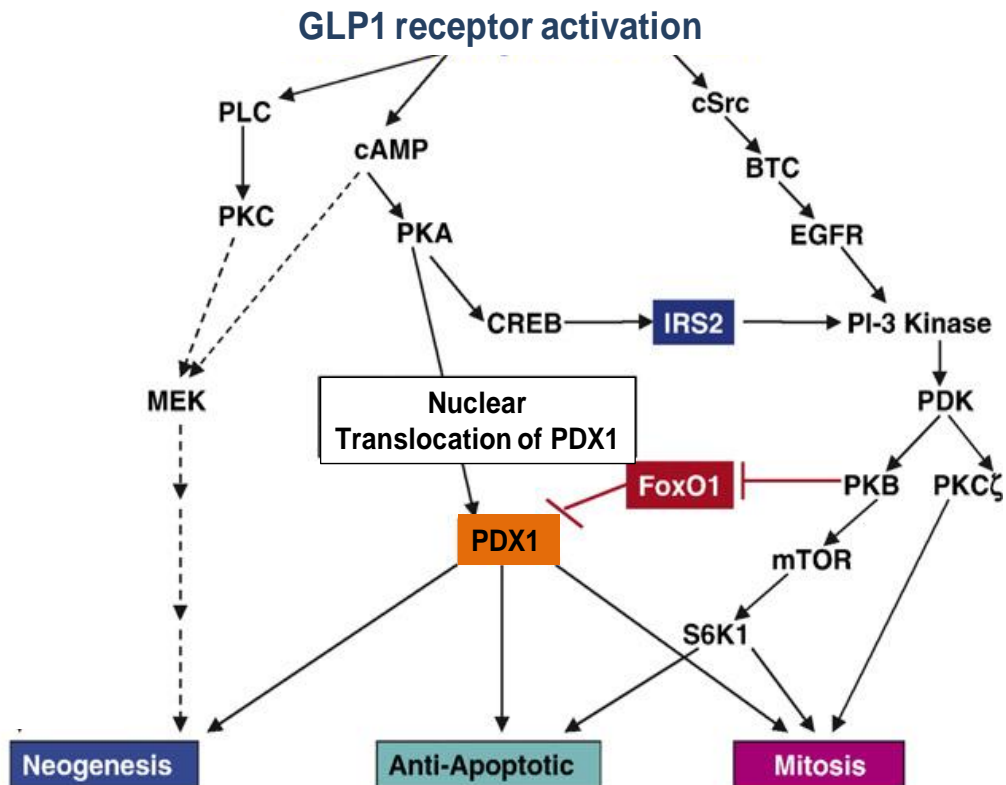 GLP1 receptor activation
PLC
cSrc
cAMP
BTC
PKC
PKA
EGFR
CREB
IRS2
PI-3 Kinase
MEK
Nuclear
Translocation of PDX1
PDK
FoxO1
PKB
PKCζ
PDX1
mTOR
S6K1
Neogenesis
Anti-Apoptotic
Mitosis